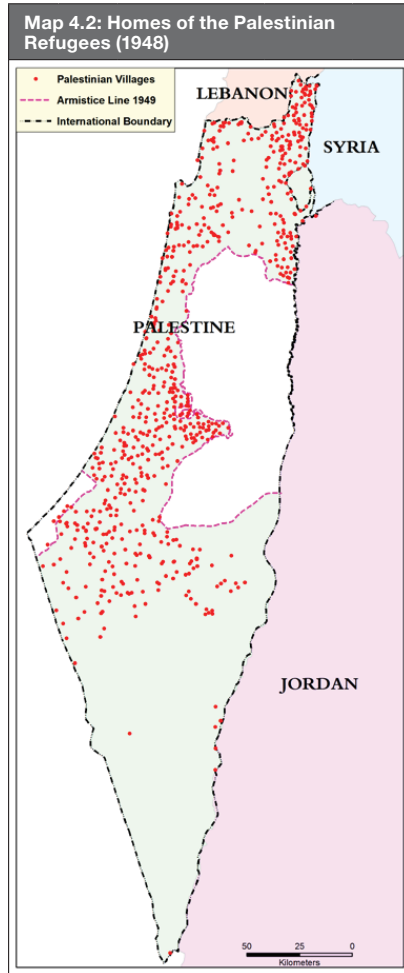 Map 4.2: Homes of the Palestinian
Refugees (1948)
Palestinian Villages
Armistice Line 1949
International Boundary
LEBANON
SYRIA
PALESTINE
JORDAN
50 25 0
Kilometers